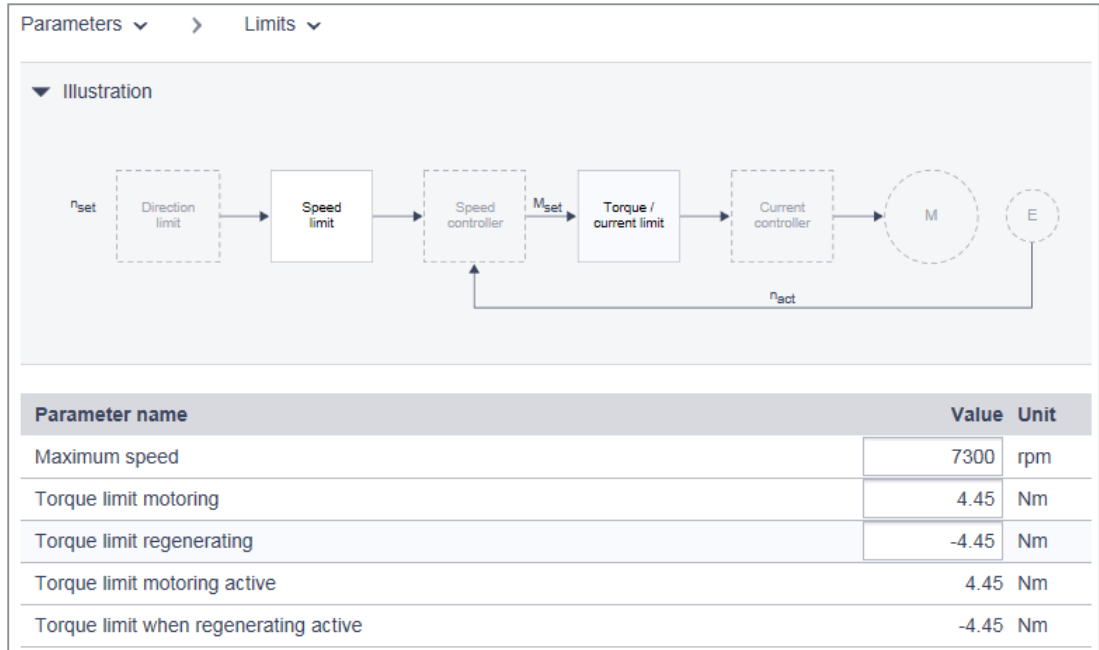 Parameters > Limits
Illustration
nset
Direction
limit
Speed
limit
Speed
controller
Mset
Torque /
current limit
Current
controller
M
E
nact
Parameter name Value Unit
Maximum speed 7300 rpm
Torque limit motoring 4.45 Nm
Torque limit regenerating -4.45 Nm
Torque limit motoring active 4.45 Nm
Torque limit when regenerating active -4.45 Nm